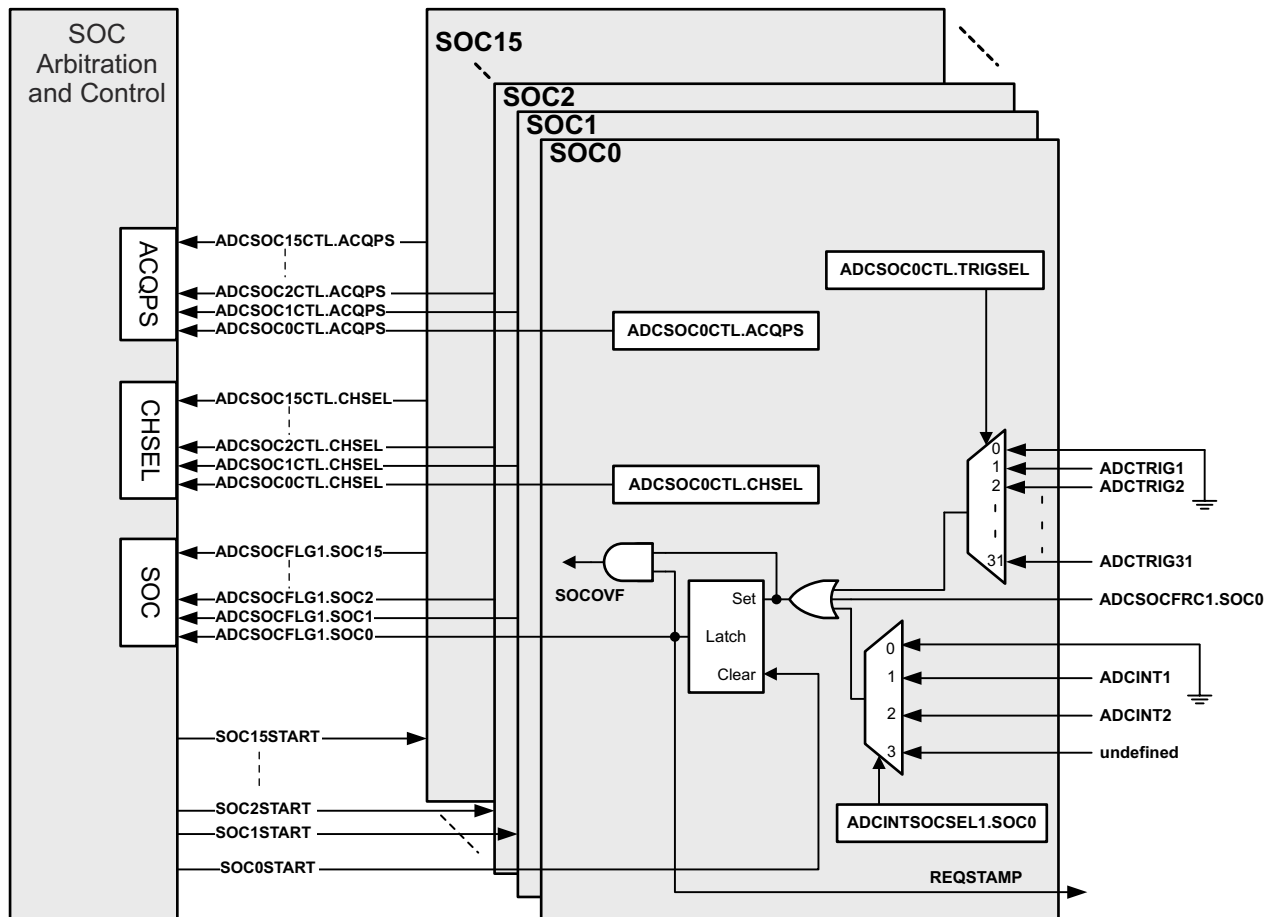 SOC
Arbitration
and Control
SOC15
SOC2
SOC1
SOC0
ACQPS
ADCSOC15CTL.ACQPS
ADCSOC2CTL.ACQPS
ADCSOC1CTL.ACQPS
ADCSOC0CTL.ACQPS
ADCSOC0CTL.TRIGSEL
ADCSOC0CTL.ACQPS
CHSEL
ADCSOC15CTL.CHSEL
ADCSOC2CTL.CHSEL
ADCSOC1CTL.CHSEL
ADCSOC0CTL.CHSEL
ADCSOC0CTL.CHSEL
0
1
2
31
ADCTRIG1
ADCTRIG2
ADCTRIG31
SOC
ADCSOCFLG1.SOC15
ADCSOCFLG1.SOC2
ADCSOCFLG1.SOC1
ADCSOCFLG1.SOC0
SOCOVF
Set
Latch
Clear
ADCSOCFRC1.SOC0
0
1
2
3
ADCINT1
ADCINT2
undefined
ADCINTSOCSEL1.SOC0
SOC15START
SOC2START
SOC1START
SOC0START
REQSTAMP